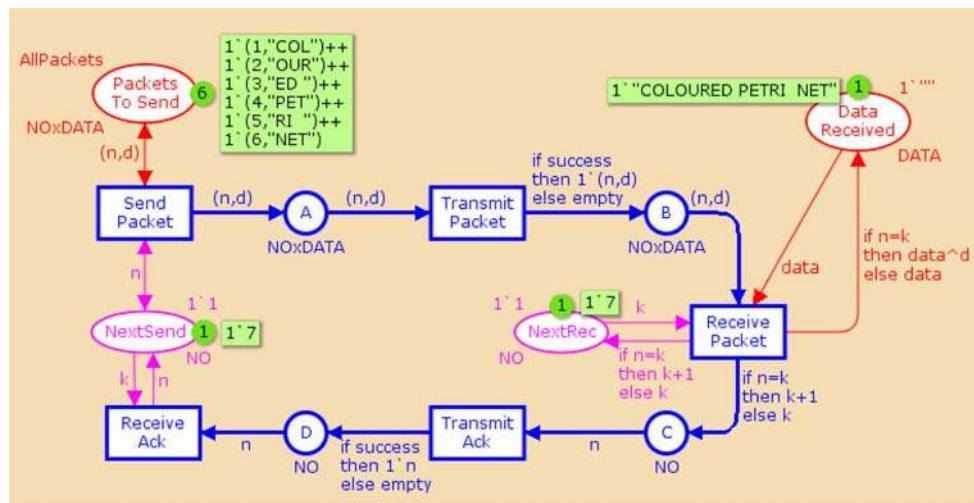 AllPackets
Packets
To Send
6
1`(1,"COL")++
1`(2,"OUR")++
1`(3,"ED ")++
1`(4,"PET")++
1`(5,"RI ")++
1`(6,"NET")
NOxDATA
(n,d)
1`"COLOURED PETRI  NET"
1
1`""
Data
Received
DATA
Send
Packet
(n,d)
A
NOxDATA
(n,d)
Transmit
Packet
if success
then 1`(n,d)
else empty
B
NOxDATA
(n,d)
data
if n=k
then data^d
else data
n
1`1
NextSend
1
1`7
NO
1`1
1
1`7
NextRec
NO
k
if n=k
then k+1
else k
Receive
Packet
if n=k
then k+1
else k
k
n
Receive
Ack
n
D
NO
if success
then 1`n
else empty
Transmit
Ack
n
C
NO